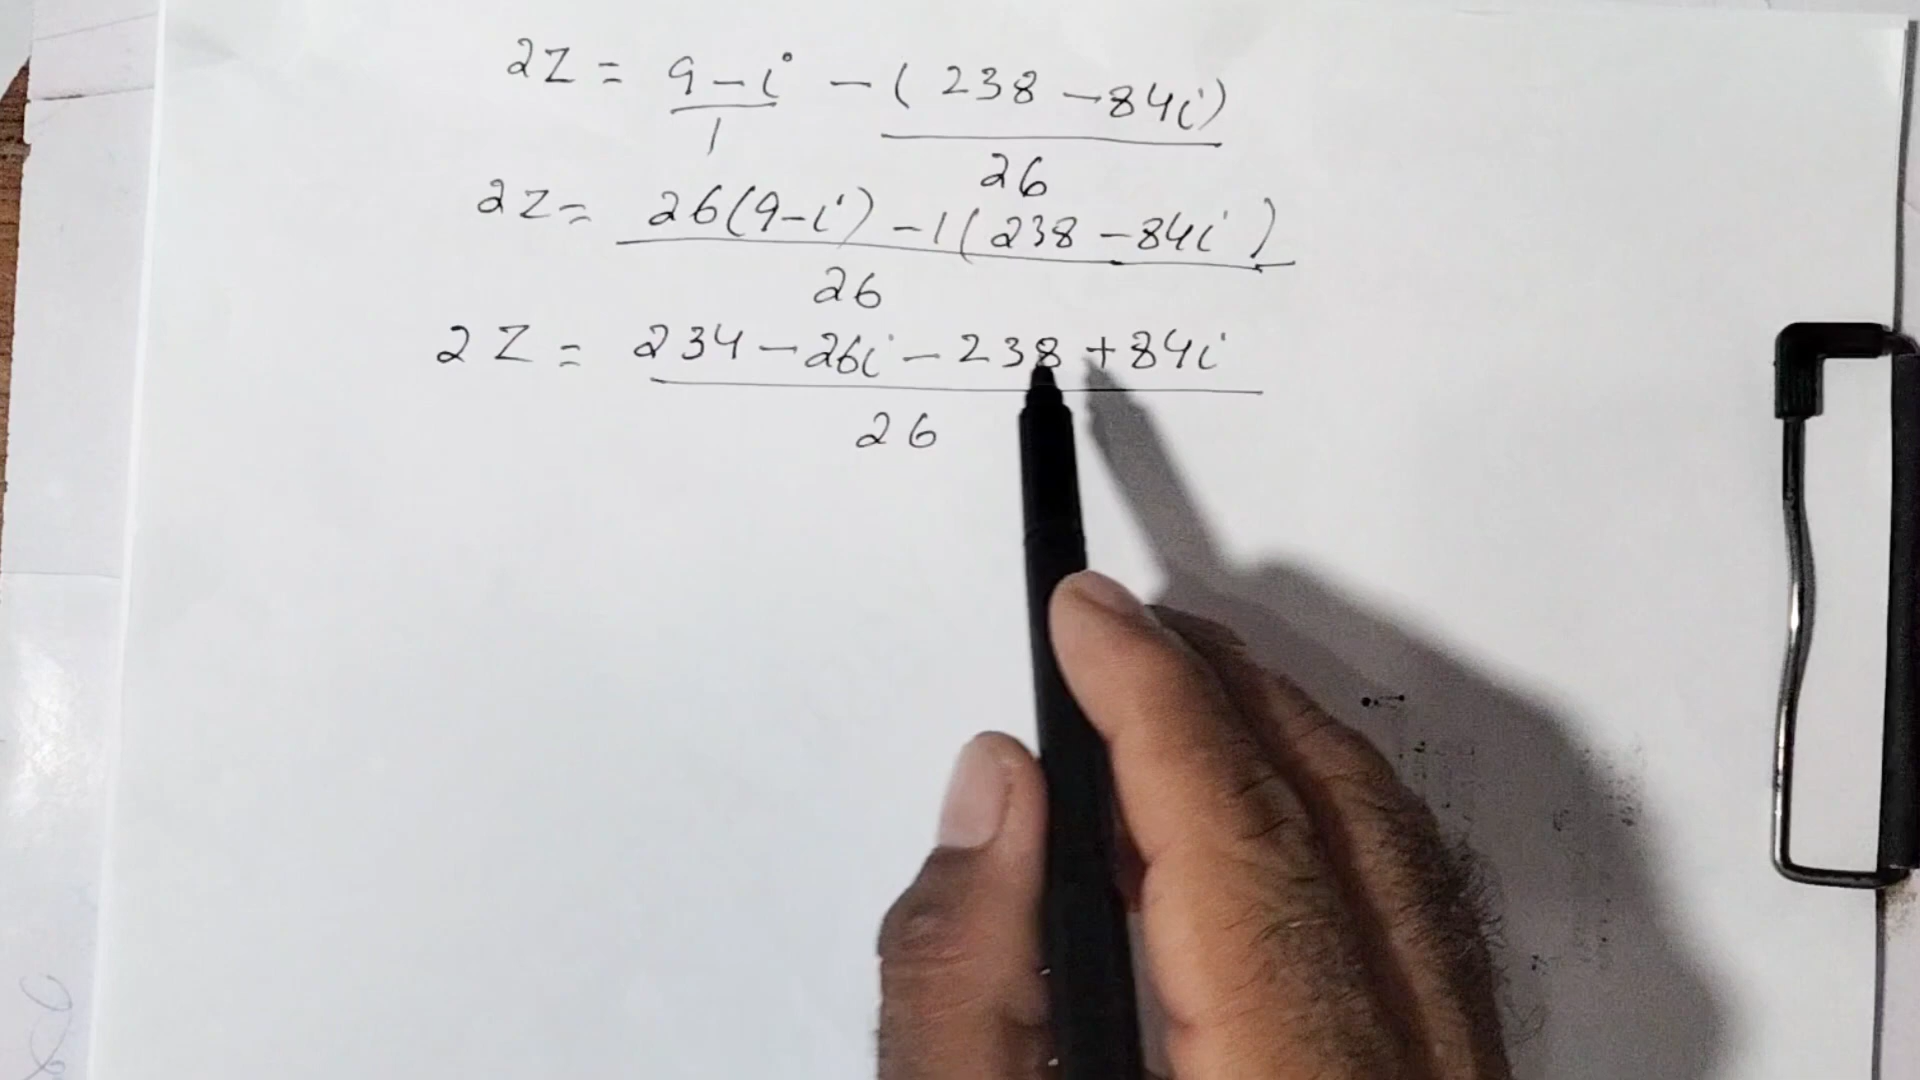 2Z = 9-i/1 - (238 - 84i)/26
2Z = 26(9-i) - 1(238 - 84i)/26
2Z = 234 - 26i - 238 + 84i/26